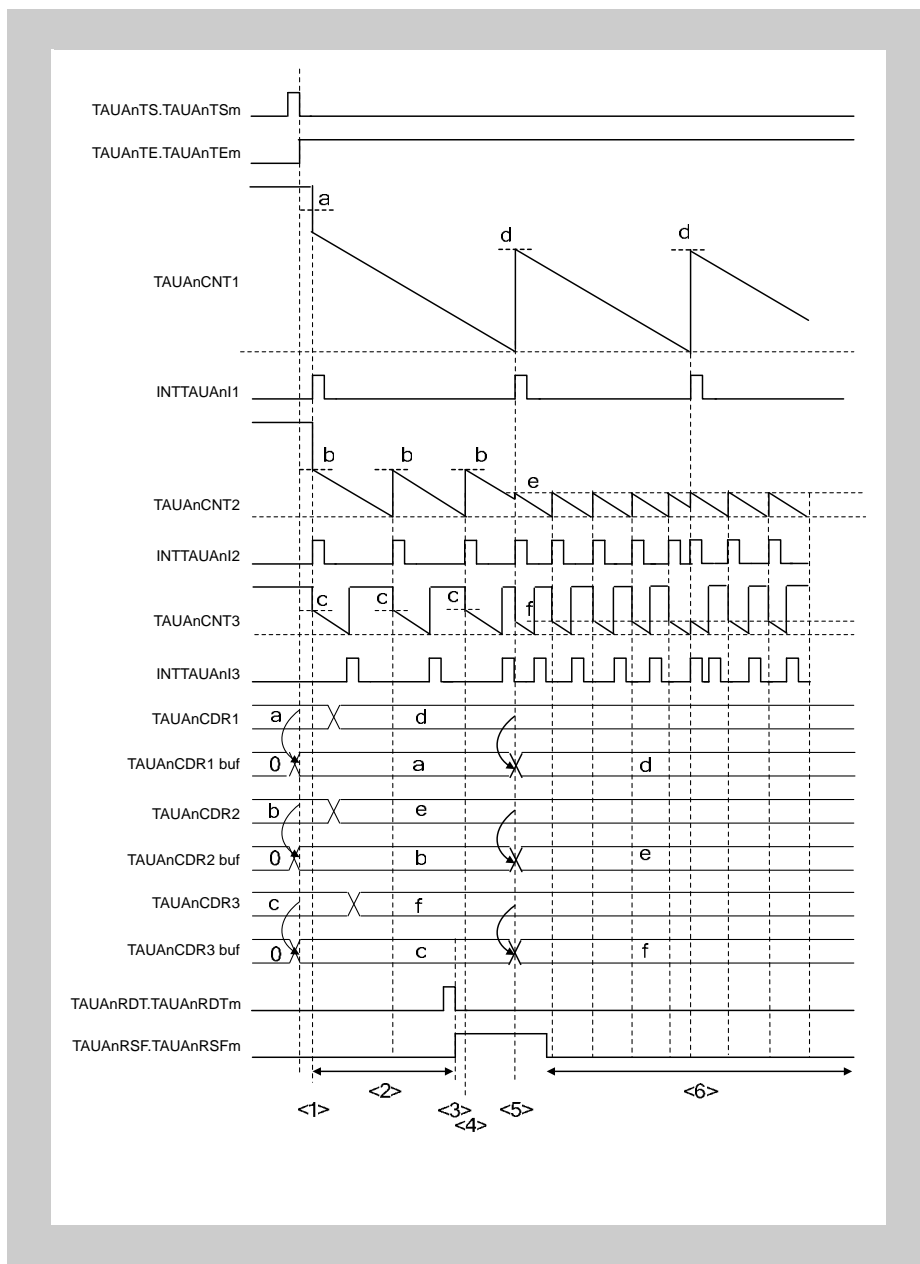 TAUAnTS.TAUAnTSm
TAUAnTE.TAUAnTEm
a
d
d
TAUAnCNT1
INTTAUAnI1
b
b
b
e
TAUAnCNT2
INTTAUAnI2
c
c
c
f
TAUAnCNT3
INTTAUAnI3
TAUAnCDR1
a
d
TAUAnCDR1 buf
0
a
d
TAUAnCDR2
b
e
TAUAnCDR2 buf
0
b
e
TAUAnCDR3
c
f
TAUAnCDR3 buf
0
c
f
TAUAnRDT.TAUAnRDTm
TAUAnRSF.TAUAnRSFm
<1>
<2>
<3>
<4>
<5>
<6>